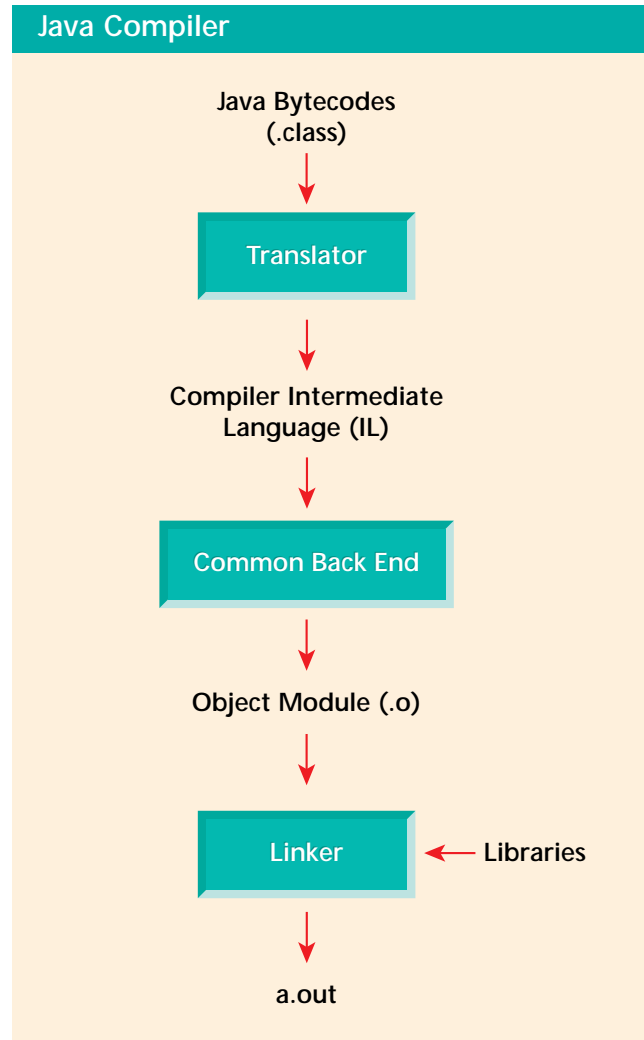 Java Compiler
Java Bytecodes
(.class)
Translator
Compiler Intermediate
Language (IL)
Common Back End
Object Module (.o)
Linker
Libraries
a.out